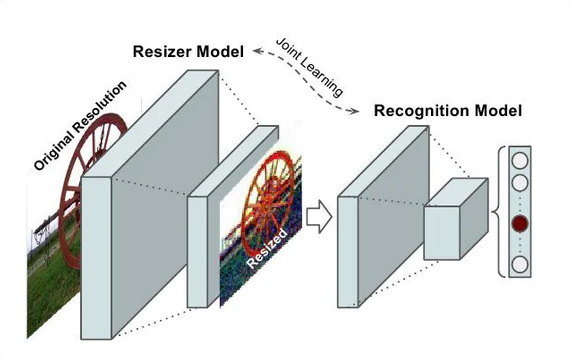 Resizer Model
Joint Learning
Original Resolution
Recognition Model
Resized